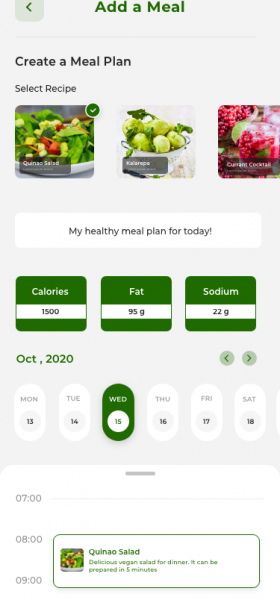 Add a Meal
Create a Meal Plan
Select Recipe
Quinao Salad
Kalarepa
Currant Cocktail
My healthy meal plan for today!
Calories Fat Sodium
1500 95 g 22 g
Oct , 2020
MON TUE WED THU FRI SAT
13 14 15 16 17 18
07:00
08:00
Quinao Salad
Delicious vegan salad for dinner. It can be
prepared in 5 minutes
09:00